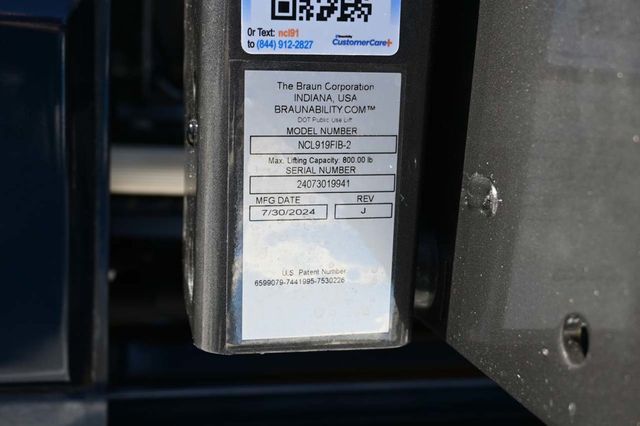 Or Text: ncl91
to (844) 912-2827
BraunAbility
CustomerCare+
The Braun Corporation
INDIANA, USA
BRAUNABILITY.COM™
DOT Public Use Lift
MODEL NUMBER
NCL919FIB-2
Max. Lifting Capacity: 800.00 lb
SERIAL NUMBER
24073019941
MFG DATE REV
7/30/2024 J
U.S. Patent Number
6599079-7441995-7530226